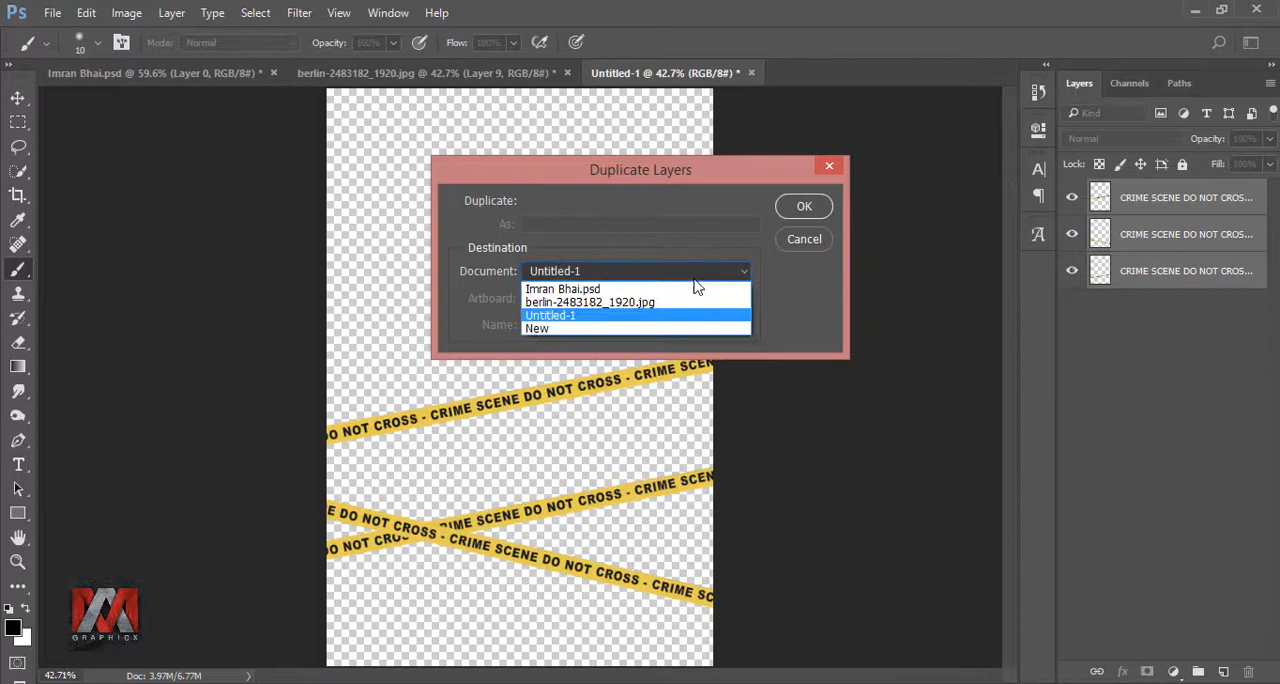 Ps File Edit Image Layer Type Select Filter View Window Help
10 Mode: Normal Opacity: 100% Flow: 100%
Imran Bhai.psd @ 59.6% (Layer 0, RGB/8#) * × berlin-2483182_1920.jpg @ 42.7% (Layer 9, RGB/8#) * × Untitled-1 @ 42.7% (RGB/8#) * ×
Layers Channels Paths
Kind
Normal Opacity: 100%
Lock: Fill: 100%
CRIME SCENE DO NOT CROS...
CRIME SCENE DO NOT CROS...
CRIME SCENE DO NOT CROS...
Duplicate Layers
Duplicate:
As:
OK
Destination
Cancel
Document: Untitled-1
Imran Bhai.psd
Artboard:
berlin-2483182_1920.jpg
Untitled-1
Name:
New
DO NOT CROSS - CRIME SCENE DO NOT CROSS - CRIME SCEN
DO NOT CROS CRIME SCENE DO NOT CROSS - CRIME SCENE
E DO NOT CROSS - CRIME SCENE DO NOT CROSS - CRIME SC
GRAPHICX
42.71% Doc: 3.97M/6.77M